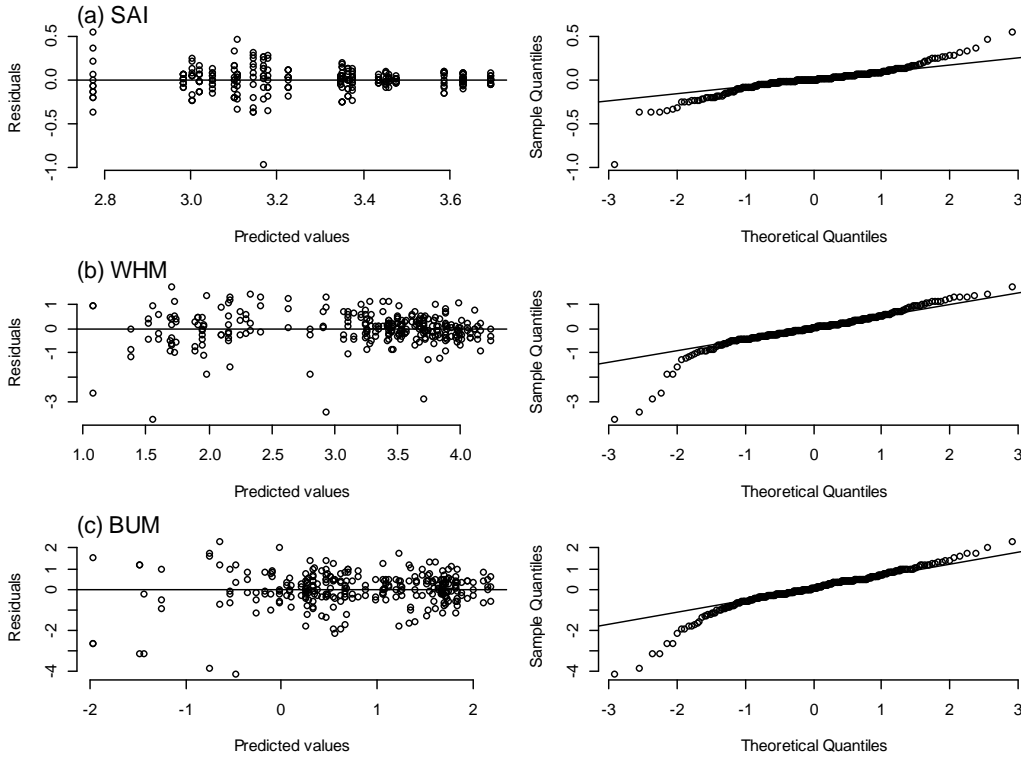 (a) SAI
Residuals
0.5
0.0
-0.5
-1.0
2.8 3.0 3.2 3.4 3.6
Predicted values
Sample Quantiles
0.5
0.0
-0.5
-1.0
-3 -2 -1 0 1 2 3
Theoretical Quantiles
(b) WHM
Residuals
1
0
-1
-3
1.0 1.5 2.0 2.5 3.0 3.5 4.0
Predicted values
Sample Quantiles
1
0
-1
-3
-3 -2 -1 0 1 2 3
Theoretical Quantiles
(c) BUM
Residuals
2
1
0
-2
-4
-2 -1 0 1 2
Predicted values
Sample Quantiles
2
1
0
-2
-4
-3 -2 -1 0 1 2 3
Theoretical Quantiles